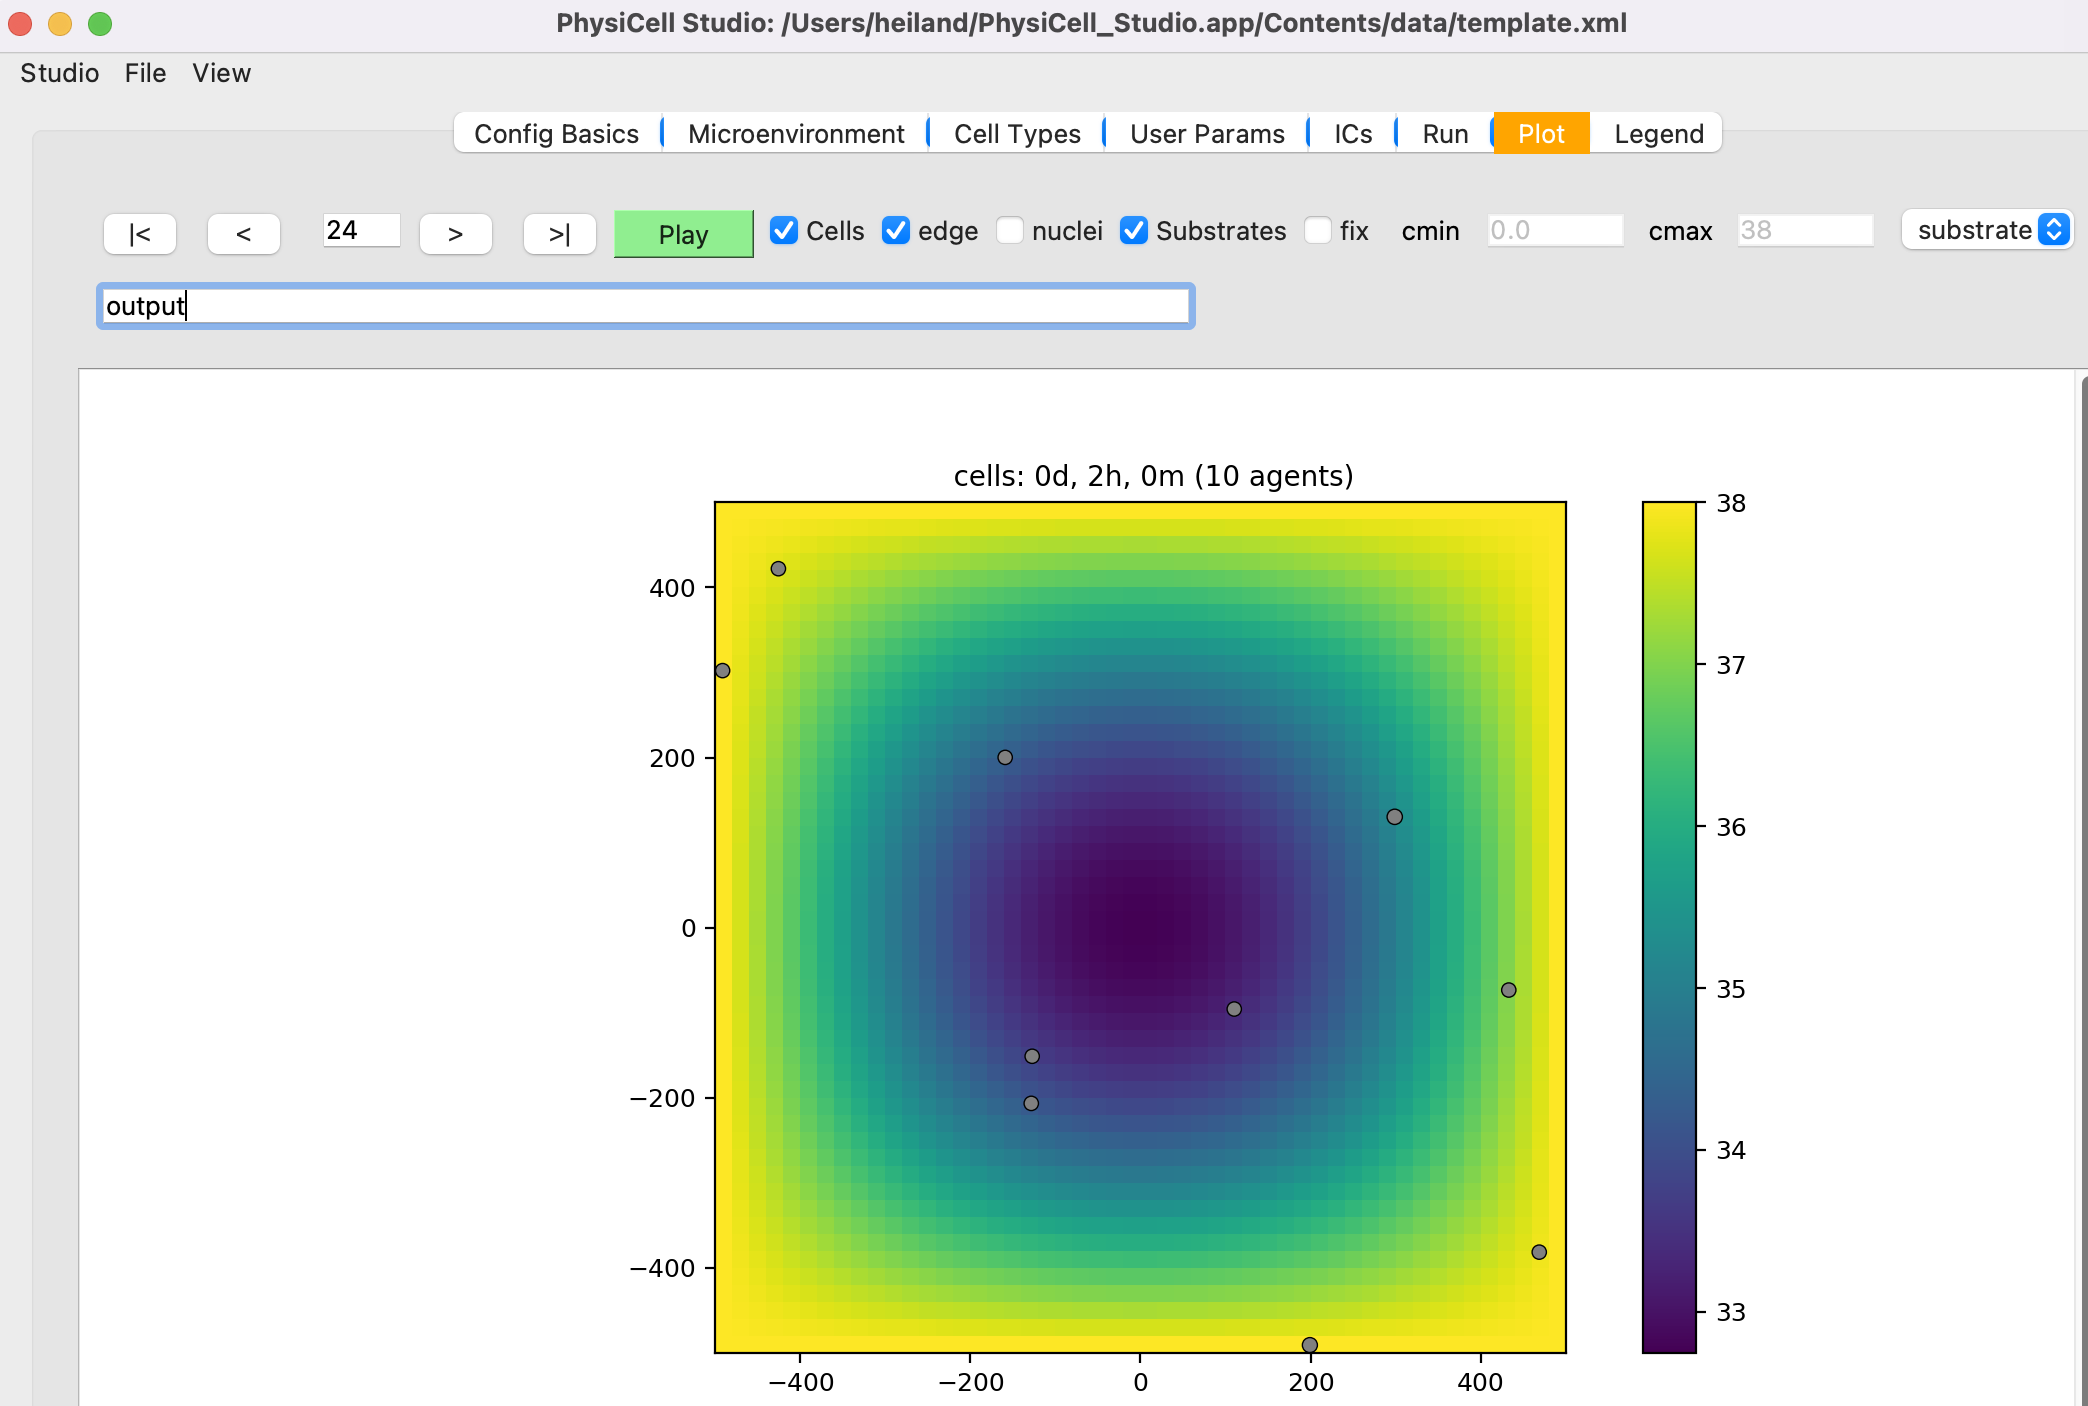 PhysiCell Studio: /Users/heiland/PhysiCell_Studio.app/Contents/data/template.xml
Studio File View
Config Basics Microenvironment Cell Types User Params ICs Run Plot Legend
|< < 24 > >| Play Cells edge nuclei Substrates fix cmin 0.0 cmax 38 substrate
output
cells: 0d, 2h, 0m (10 agents)
38
400
37
200
36
0
35
−200
34
−400
33
−400 −200 0 200 400